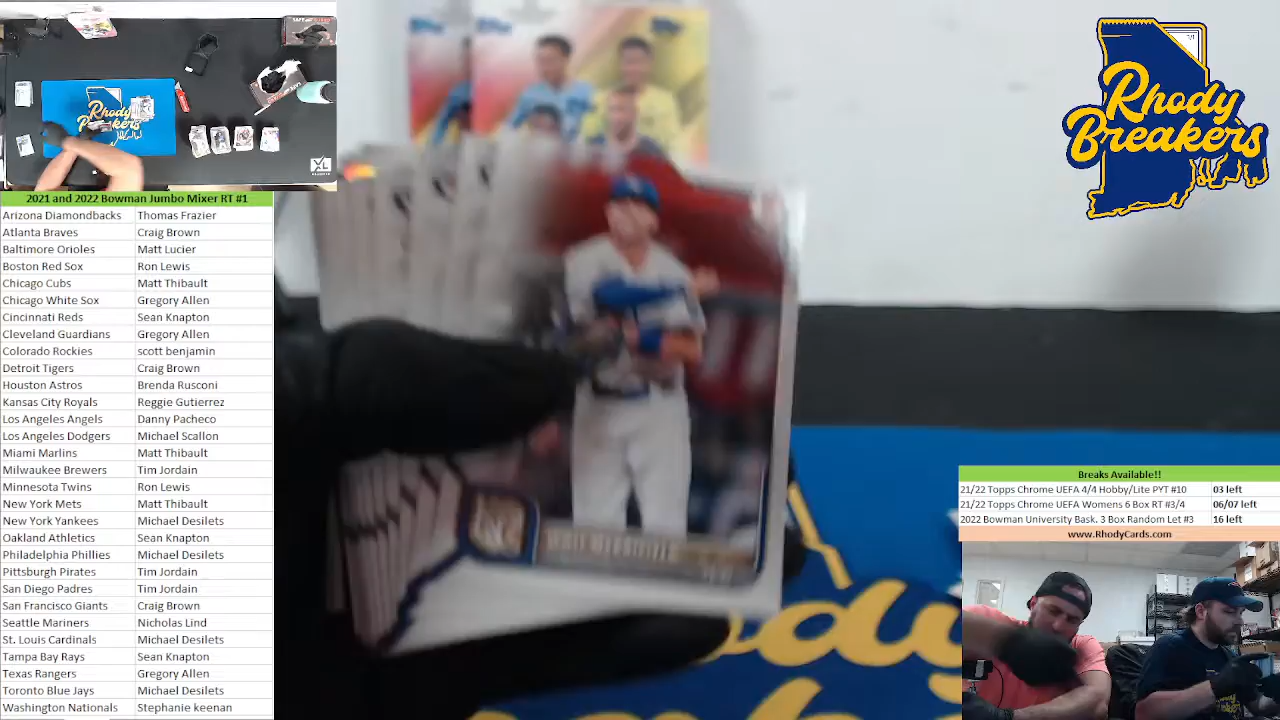 Rhody
Breakers
XL
2021 and 2022 Bowman Jumbo Mixer RT #1
Arizona Diamondbacks Thomas Frazier
Atlanta Braves Craig Brown
Baltimore Orioles Matt Lucier
Boston Red Sox Ron Lewis
Chicago Cubs Matt Thibault
Chicago White Sox Gregory Allen
Cincinnati Reds Sean Knapton
Cleveland Guardians Gregory Allen
Colorado Rockies scott benjamin
Detroit Tigers Craig Brown
Houston Astros Brenda Rusconi
Kansas City Royals Reggie Gutierrez
Los Angeles Angels Danny Pacheco
Los Angeles Dodgers Michael Scallon
Miami Marlins Matt Thibault
Milwaukee Brewers Tim Jordain
Minnesota Twins Ron Lewis
New York Mets Matt Thibault
New York Yankees Michael Desilets
Oakland Athletics Sean Knapton
Philadelphia Phillies Michael Desilets
Pittsburgh Pirates Tim Jordain
San Diego Padres Tim Jordain
San Francisco Giants Craig Brown
Seattle Mariners Nicholas Lind
St. Louis Cardinals Michael Desilets
Tampa Bay Rays Sean Knapton
Texas Rangers Gregory Allen
Toronto Blue Jays Michael Desilets
Washington Nationals Stephanie keenan
Rhody
Breakers
Breaks Available!!
21/22 Topps Chrome UEFA 4/4 Hobby/Lite PYT #10 03 left
21/22 Topps Chrome UEFA Womens 6 Box RT #3/4 06/07 left
2022 Bowman University Bask. 3 Box Random Let #3 16 left
www.RhodyCards.com